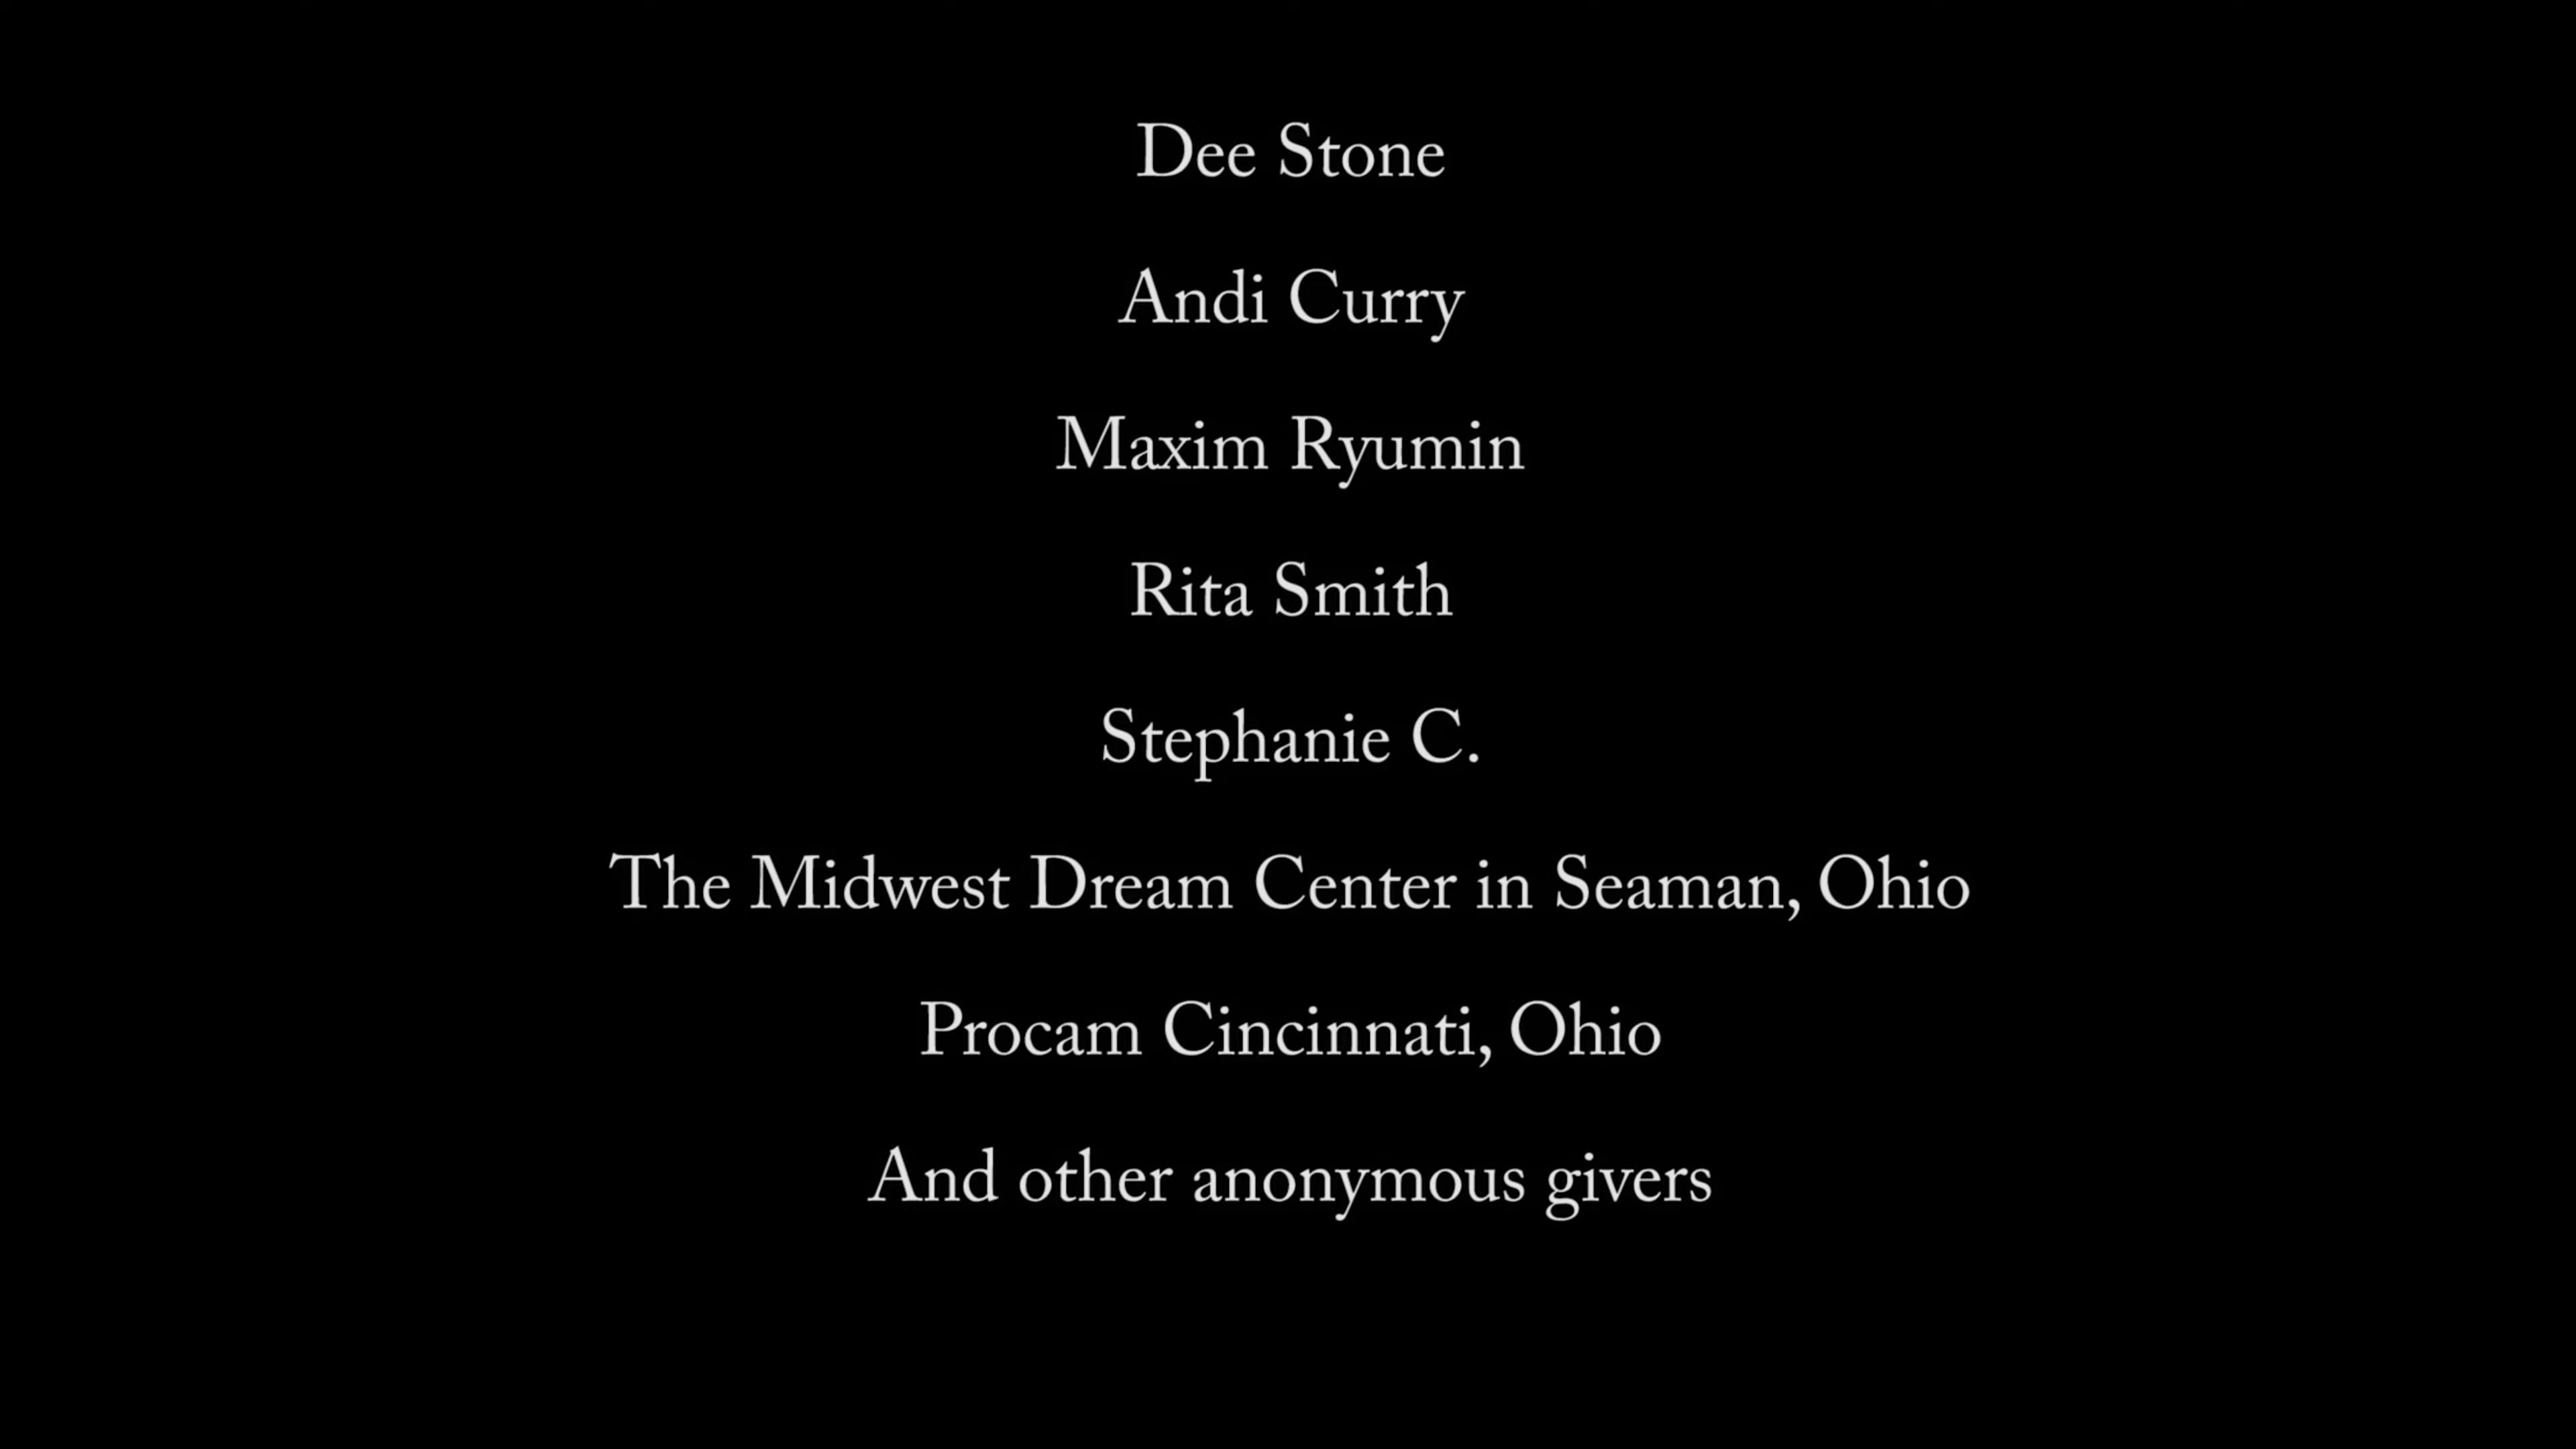 Dee Stone
Andi Curry
Maxim Ryumin
Rita Smith
Stephanie C.
The Midwest Dream Center in Seaman, Ohio
Procam Cincinnati, Ohio
And other anonymous givers